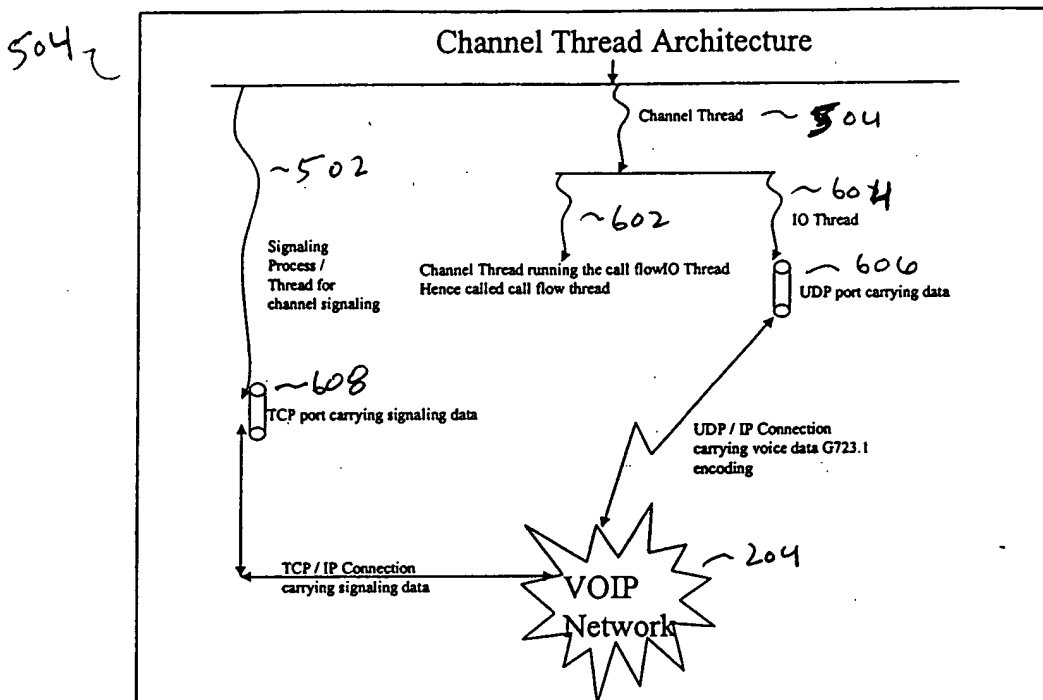 504
Channel Thread Architecture
Channel Thread ~ 504
~502
~602
~604
IO Thread
Signaling
Process /
Thread for
channel signaling
Channel Thread running the call flowIO Thread
Hence called call flow thread
~606
UDP port carrying data
~608
TCP port carrying signaling data
UDP / IP Connection
carrying voice data G723.1
encoding
~204
TCP / IP Connection
carrying signaling data
VOIP
Network